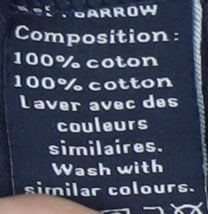 BARROW
Composition :
100% coton
100% cotton
Laver avec des
couleurs
similaires.
Wash with
similar colours.